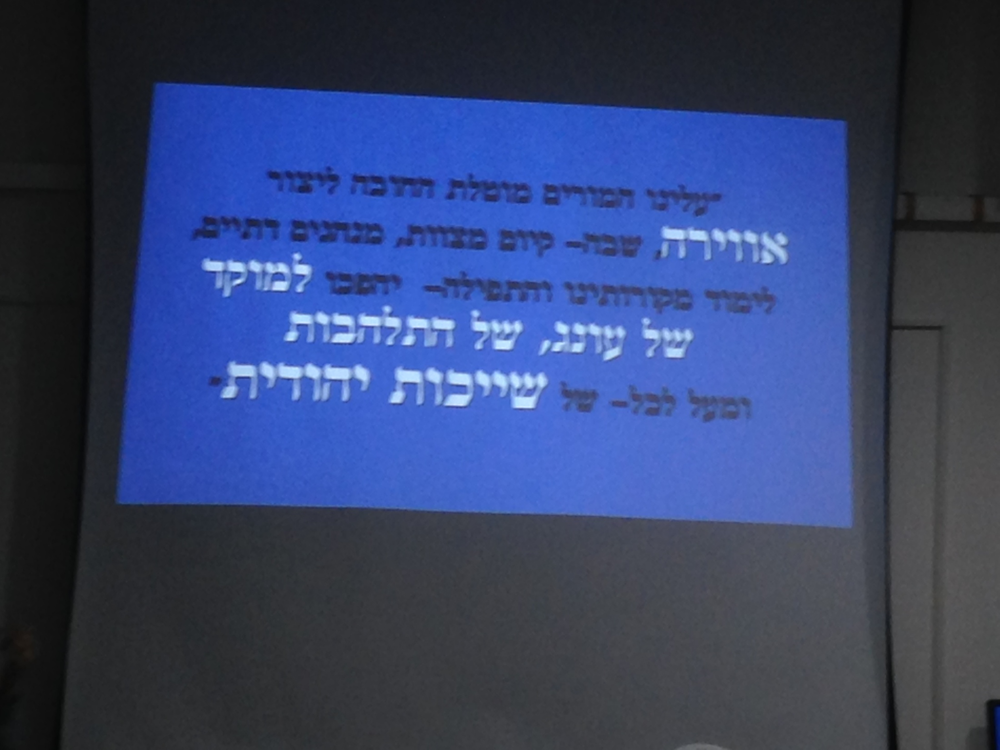 "עלינו המורים מוטלת החובה ליצור
אווירה, שבה- קיום מצוות, מנהגים דתיים,
לימוד מקורותינו והתפילה- יהפכו למוקד
של עונג, של התלהבות
ומעל לכל- של שייכות יהודית"